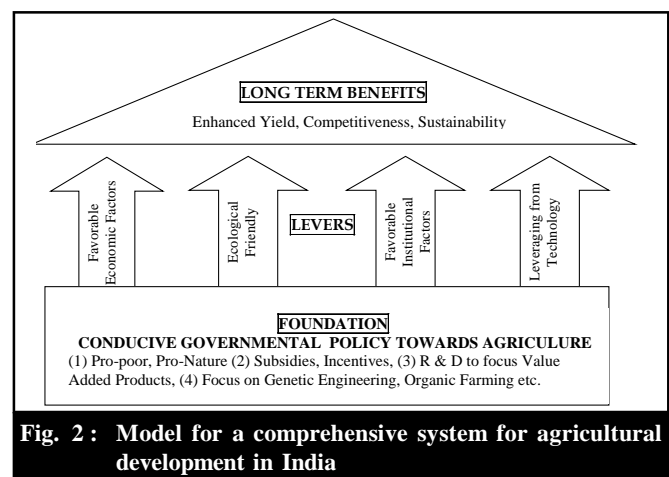 LONG TERM BENEFITS
Enhanced Yield, Competitiveness, Sustainability
Favorable
Economic Factors
Ecological
Friendly
LEVERS
Favorable
Institutional
Factors
Leveraging from
Technology
FOUNDATION
CONDUCIVE GOVERNMENTAL POLICY TOWARDS AGRICULURE
(1) Pro-poor, Pro-Nature (2) Subsidies, Incentives, (3) R & D to focus Value
Added Products, (4) Focus on Genetic Engineering, Organic Farming etc.
Fig. 2 : Model for a comprehensive system for agricultural
development in India